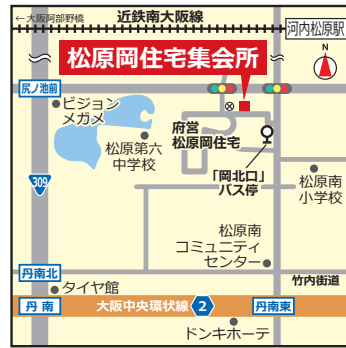 ←大阪阿部野橋
近鉄南大阪線
河内松原駅
松原岡住宅集会所
N
尻ノ池前
ビジョン
メガメ
松原第六
中学校
府営
松原岡住宅
「岡北口」
バス停
松原南
小学校
309
松原南
コミュニティ
センター
丹南北
竹内街道
タイヤ館
丹南
大阪中央環状線
2
丹南東
ドンキホーテ